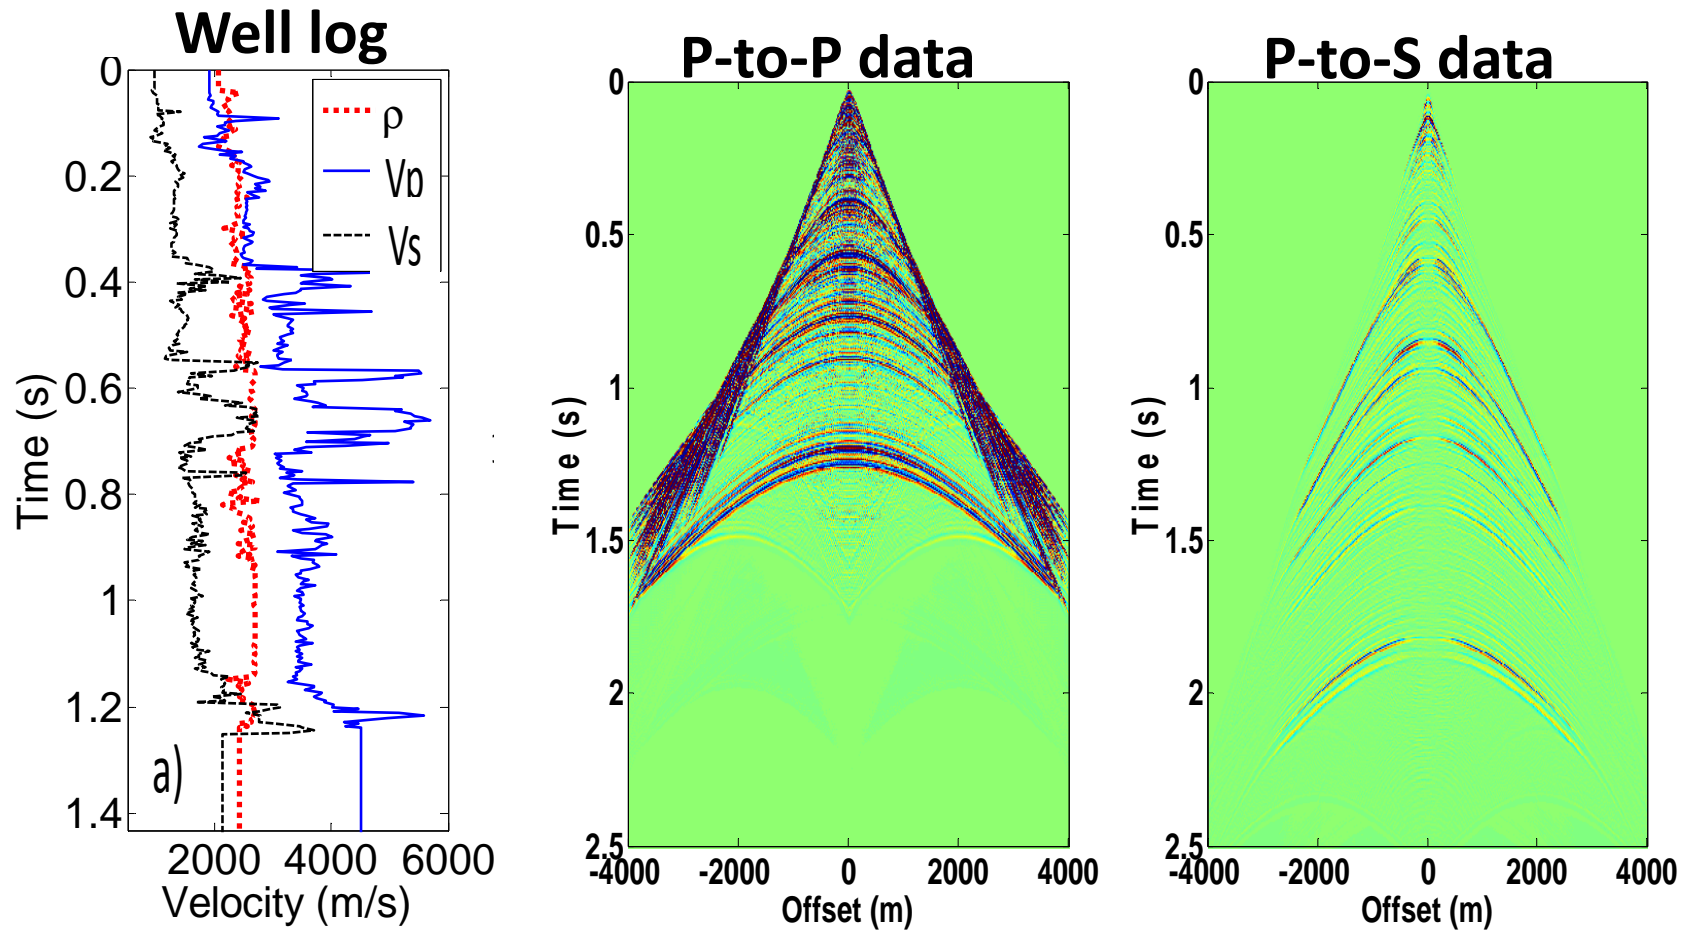 Well log
0
0.2
0.4
0.6
0.8
1
1.2
1.4
Time (s)
ρ
Vp
Vs
a)
2000 4000 6000
Velocity (m/s)
P-to-P data
0
0.5
1
1.5
2
2.5
Time (s)
-4000 -2000 0 2000 4000
Offset (m)
P-to-S data
0
0.5
1
1.5
2
2.5
Time (s)
-4000 -2000 0 2000 4000
Offset (m)